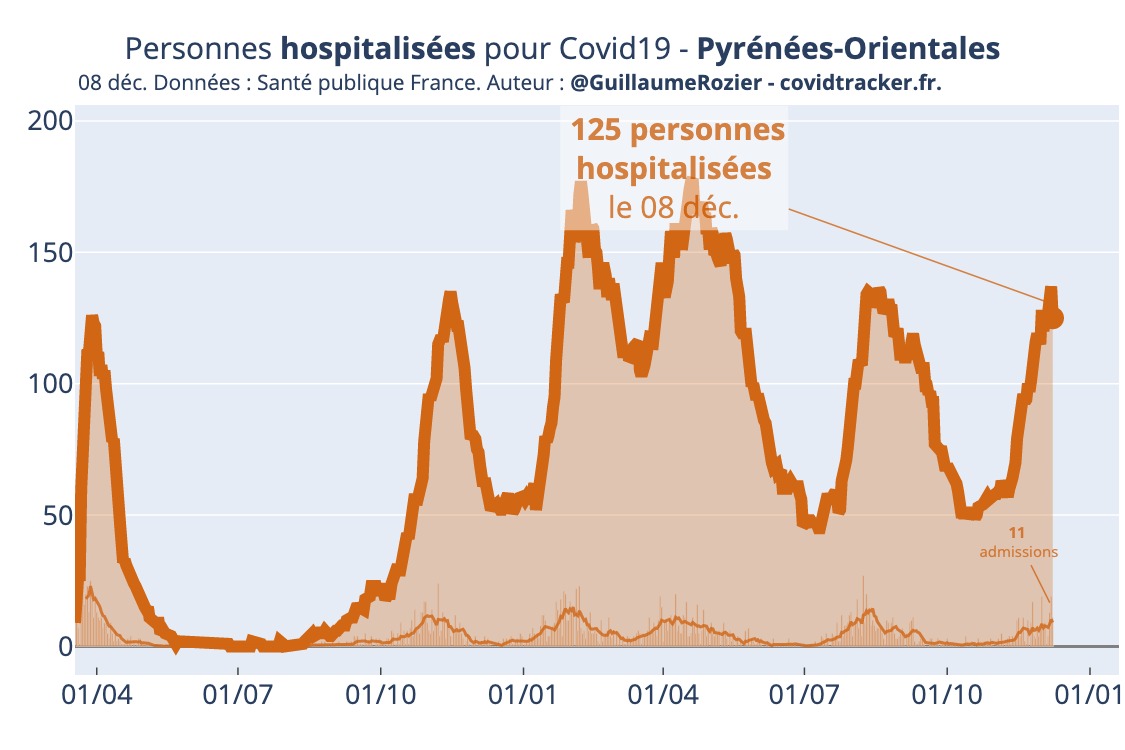 Personnes hospitalisées pour Covid19 - Pyrénées-Orientales
08 déc. Données : Santé publique France. Auteur : @GuillaumeRozier - covidtracker.fr.
200
125 personnes
hospitalisées
le 08 déc.
150
100
50
11
admissions
0
01/04 01/07 01/10 01/01 01/04 01/07 01/10 01/01